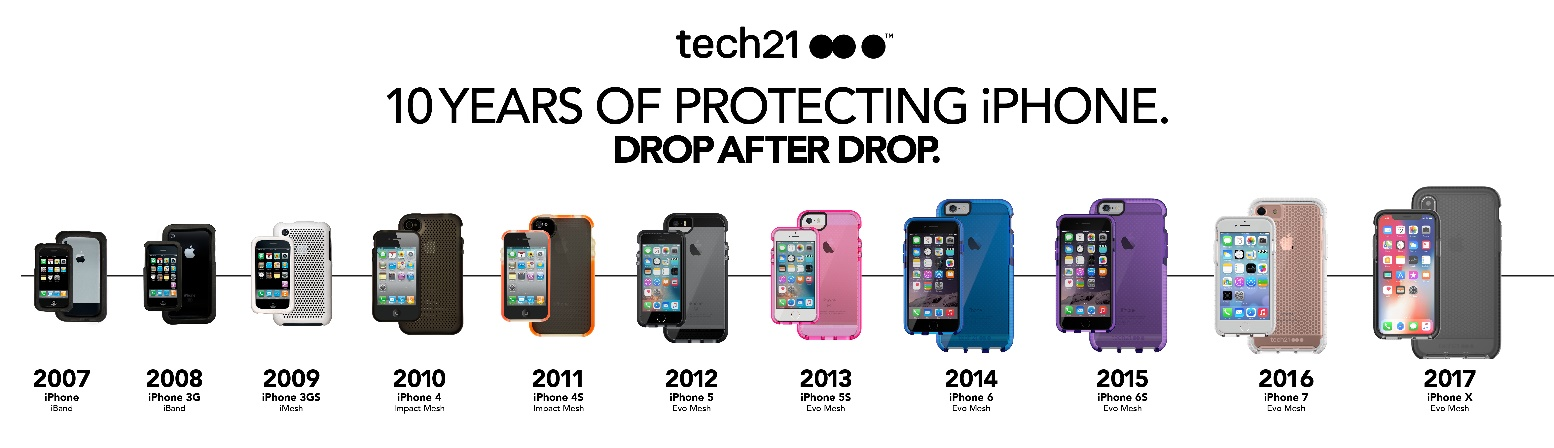 tech21 ™
10 YEARS OF PROTECTING iPHONE.
DROP AFTER DROP.
tech21
2007
iPhone
iBand
2008
iPhone 3G
iBand
2009
iPhone 3GS
iMesh
2010
iPhone 4
Impact Mesh
2011
iPhone 4S
Impact Mesh
2012
iPhone 5
Evo Mesh
2013
iPhone 5S
Evo Mesh
2014
iPhone 6
Evo Mesh
2015
iPhone 6S
Evo Mesh
2016
iPhone 7
Evo Mesh
2017
iPhone X
Evo Mesh